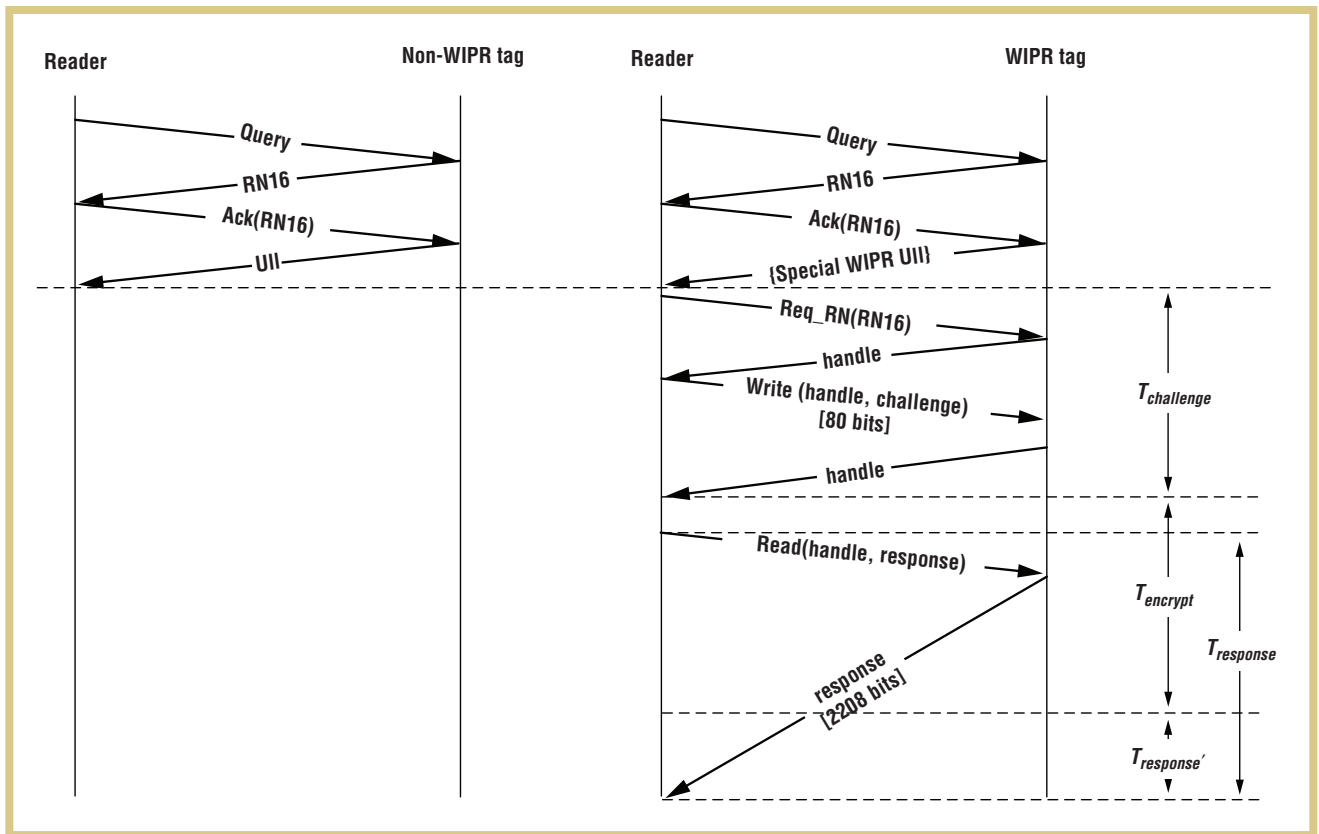 Reader
Non-WIPR tag
Query
RN16
Ack(RN16)
UII
Reader
WIPR tag
Query
RN16
Ack(RN16)
{Special WIPR UII}
Req_RN(RN16)
handle
Write (handle, challenge)
[80 bits]
handle
Read(handle, response)
response
[2208 bits]
Tchallenge
Tencrypt
Tresponse
Tresponse′